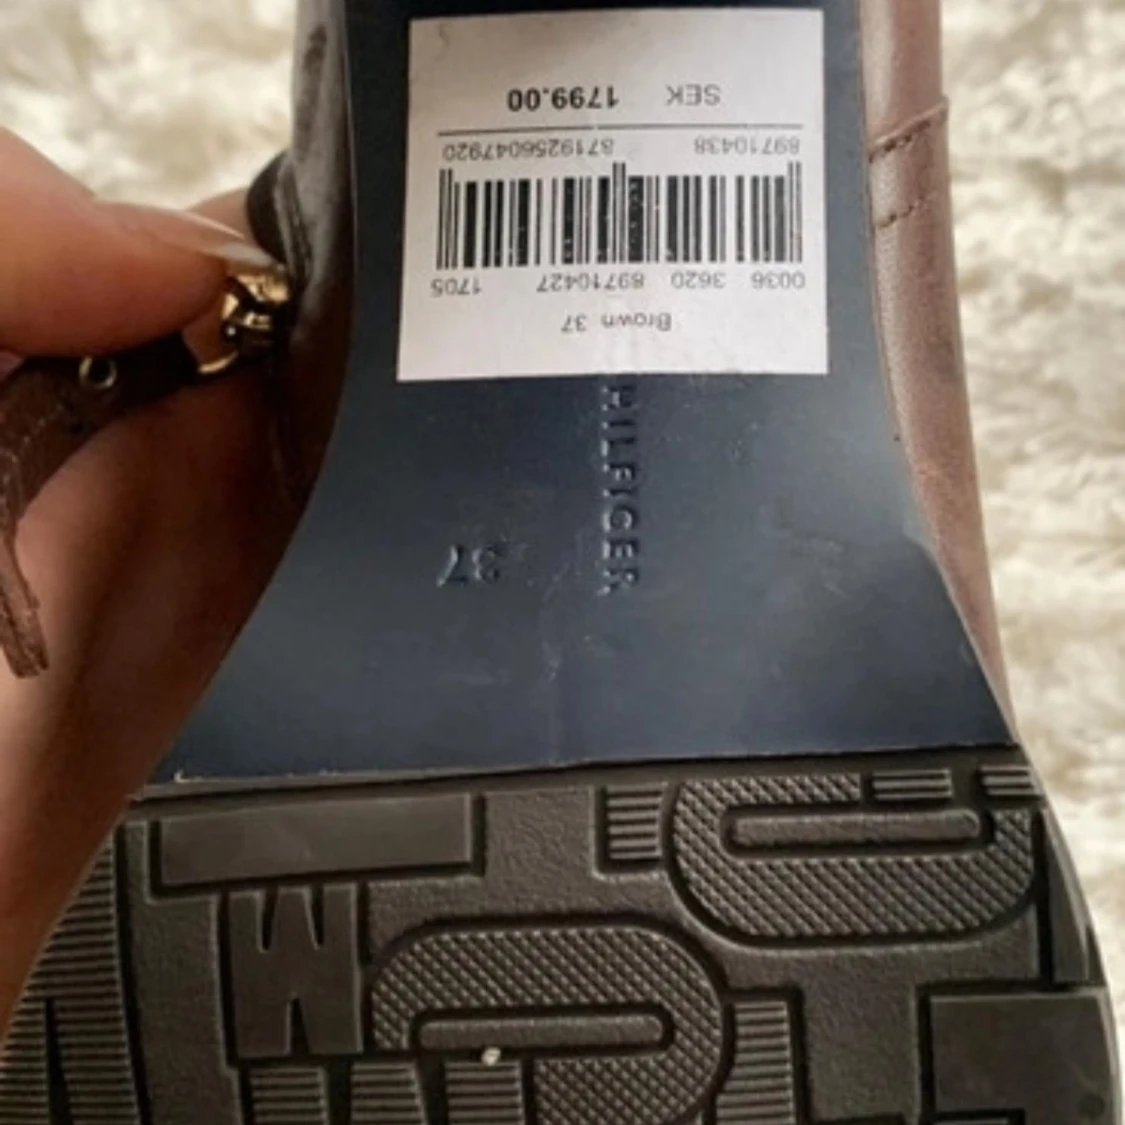 Brown 37
0036 3620 89710427 1705
89710438 8719256047920
SEK 1799.00
HILFIGER
37